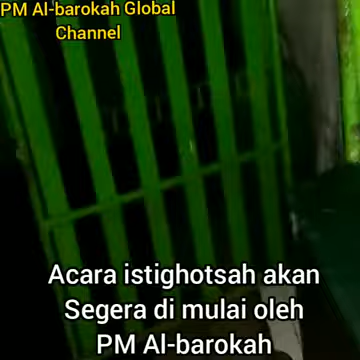 PM Al-barokah Global
Channel
Acara istighotsah akan
Segera di mulai oleh
PM Al-barokah